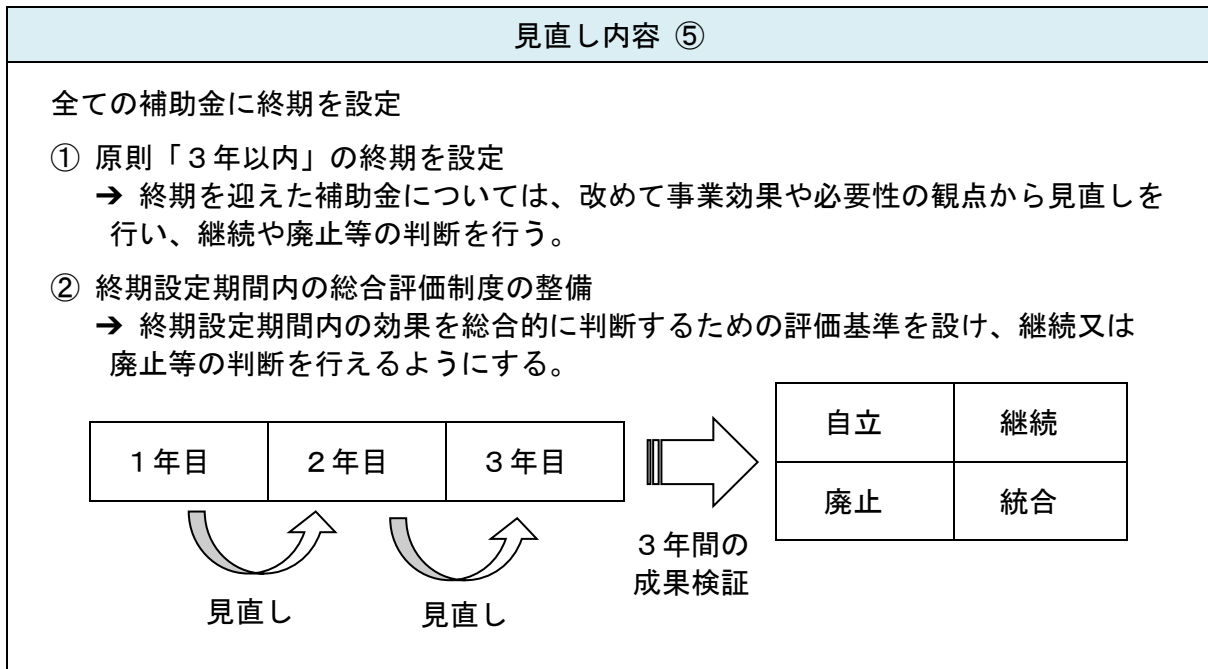 見直し内容 ⑤
全ての補助金に終期を設定
① 原則「３年以内」の終期を設定
➔ 終期を迎えた補助金については、改めて事業効果や必要性の観点から見直しを
行い、継続や廃止等の判断を行う。
② 終期設定期間内の総合評価制度の整備
➔ 終期設定期間内の効果を総合的に判断するための評価基準を設け、継続又は
廃止等の判断を行えるようにする。
１年目 ２年目 ３年目
見直し 見直し
３年間の
成果検証
自立 継続
廃止 統合